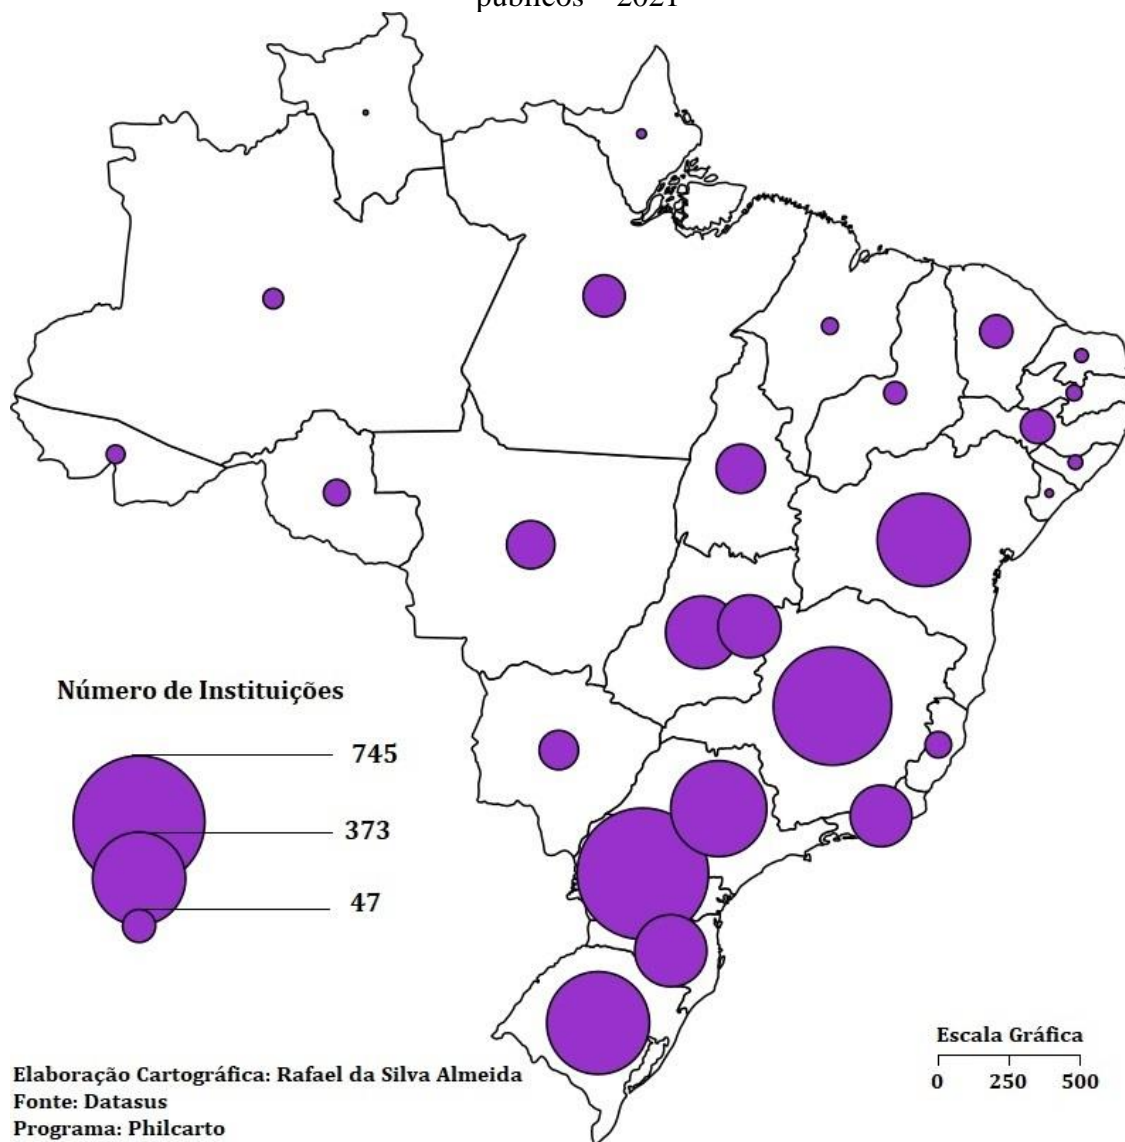 públicos – 2021
Número de Instituições
745
373
47
Escala Gráfica
0 250 500
Elaboração Cartográfica: Rafael da Silva Almeida
Fonte: Datasus
Programa: Philcarto